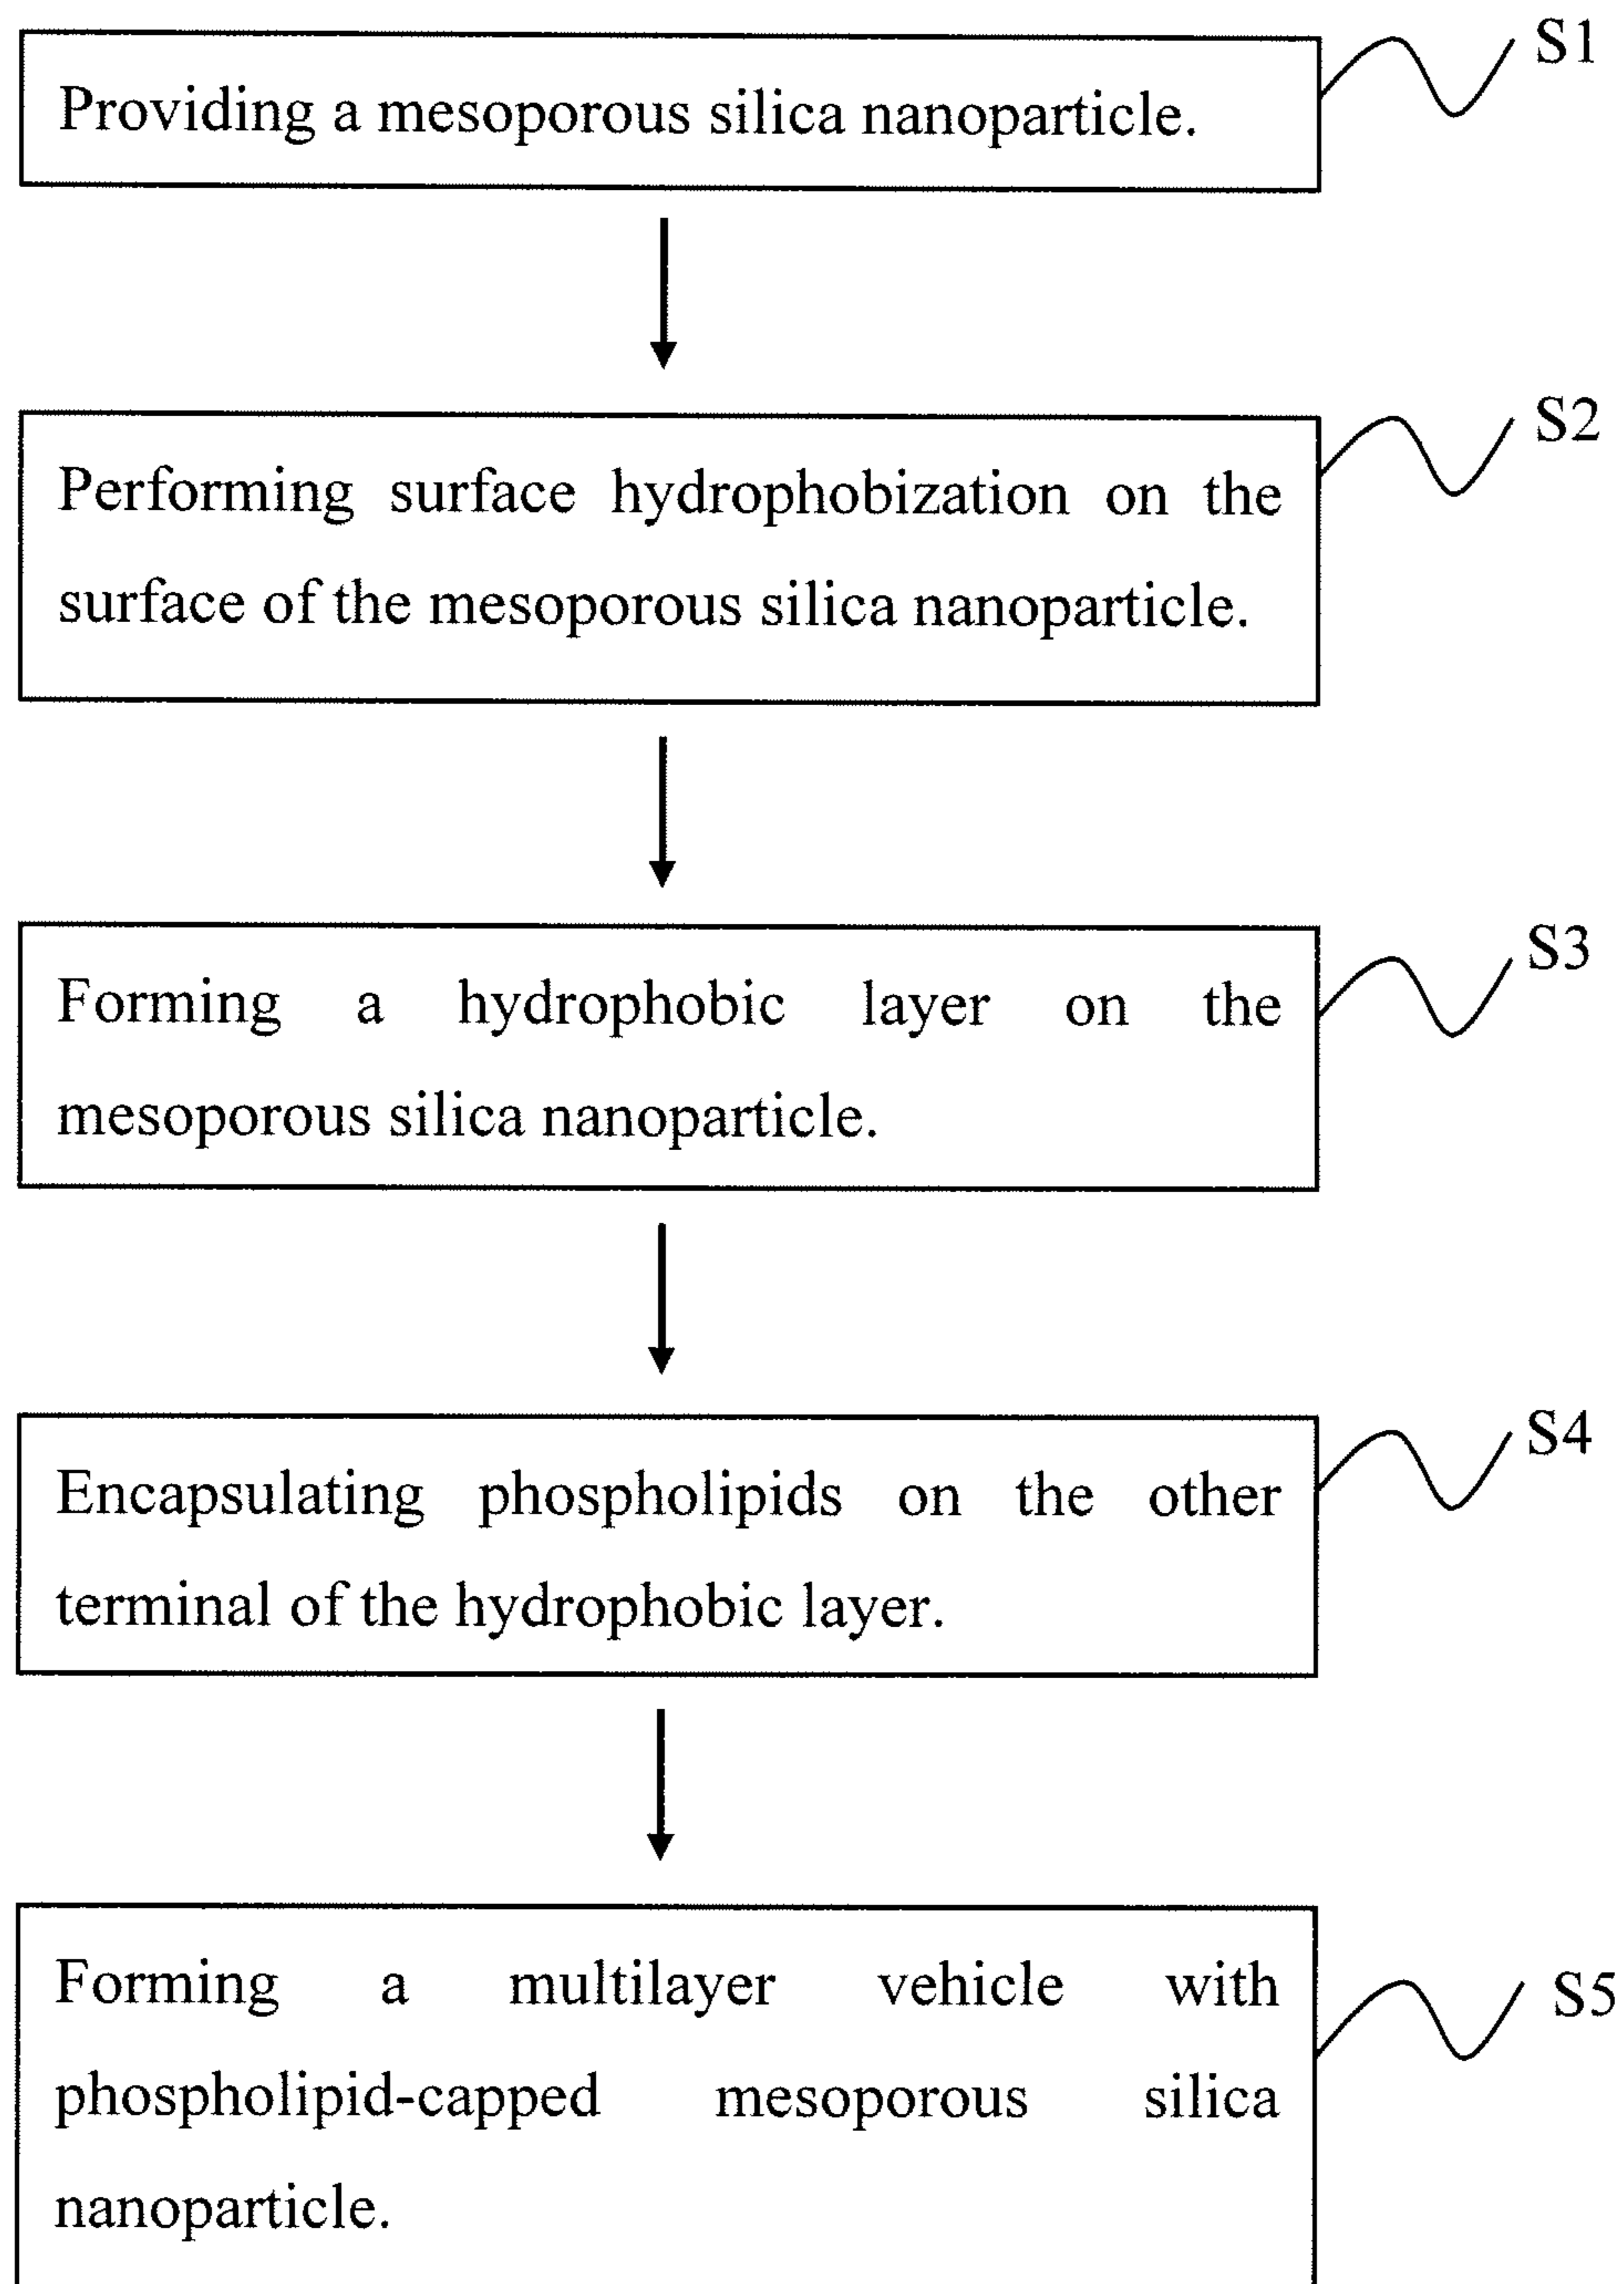 S1
Providing a mesoporous silica nanoparticle.
S2
Performing surface hydrophobization on the
surface of the mesoporous silica nanoparticle.
S3
Forming a hydrophobic layer on the
mesoporous silica nanoparticle.
S4
Encapsulating phospholipids on the other
terminal of the hydrophobic layer.
S5
Forming a multilayer vehicle with
phospholipid-capped mesoporous silica
nanoparticle.